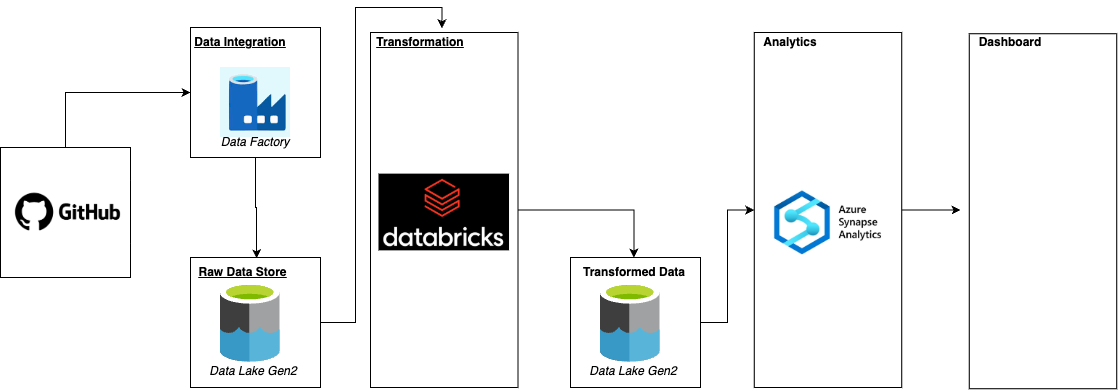 Data Integration
Data Factory
GitHub
Raw Data Store
Data Lake Gen2
Transformation
databricks
Transformed Data
Data Lake Gen2
Analytics
Azure
Synapse
Analytics
Dashboard